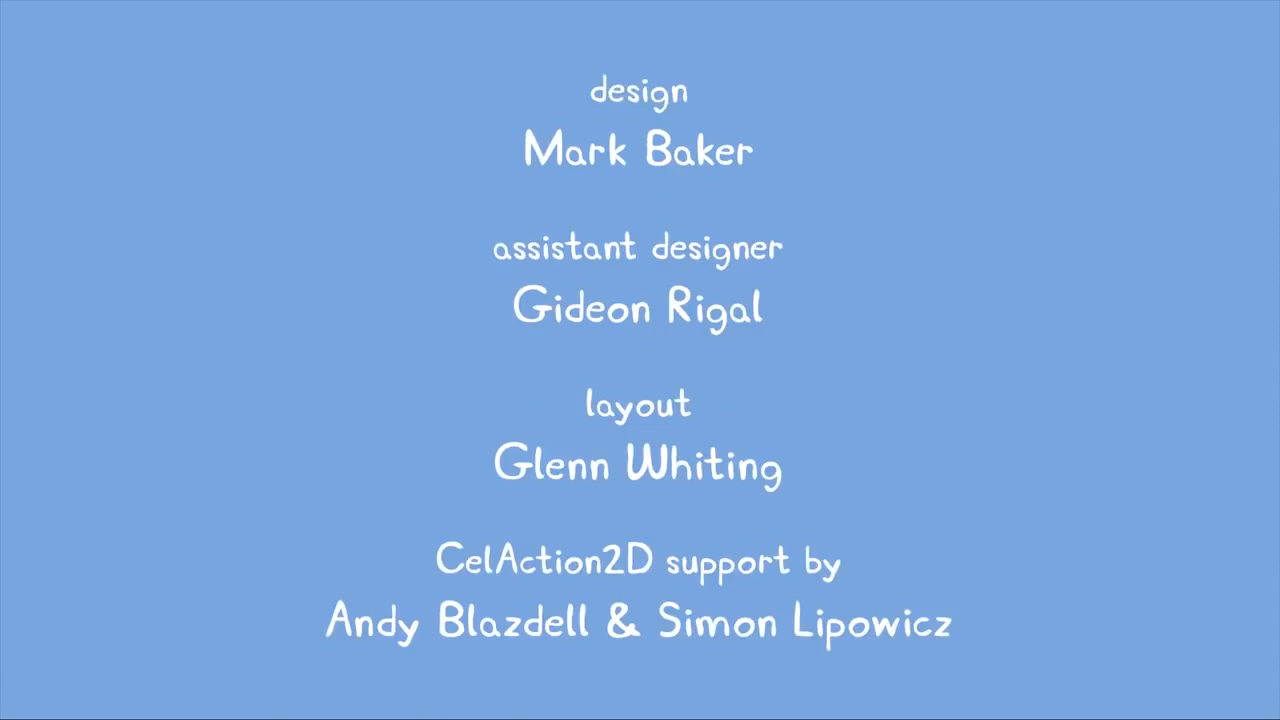 design
Mark Baker
assistant designer
Gideon Rigal
layout
Glenn Whiting
CelAction2D support by
Andy Blazdell & Simon Lipowicz